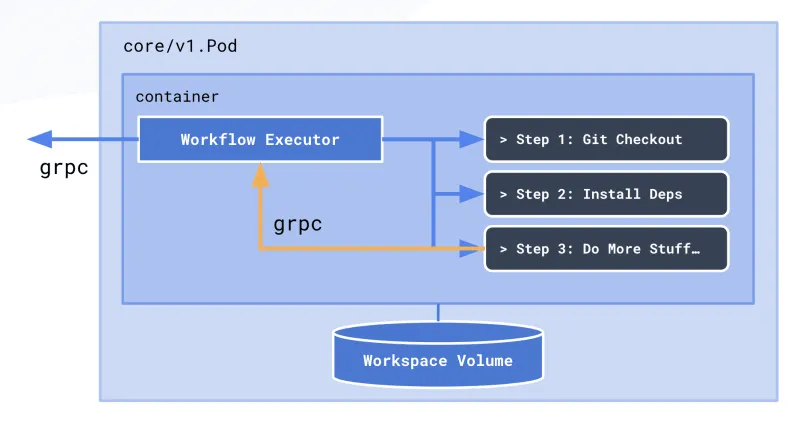 core/v1.Pod
container
Workflow Executor
> Step 1: Git Checkout
grpc
> Step 2: Install Deps
grpc
> Step 3: Do More Stuff…
Workspace Volume